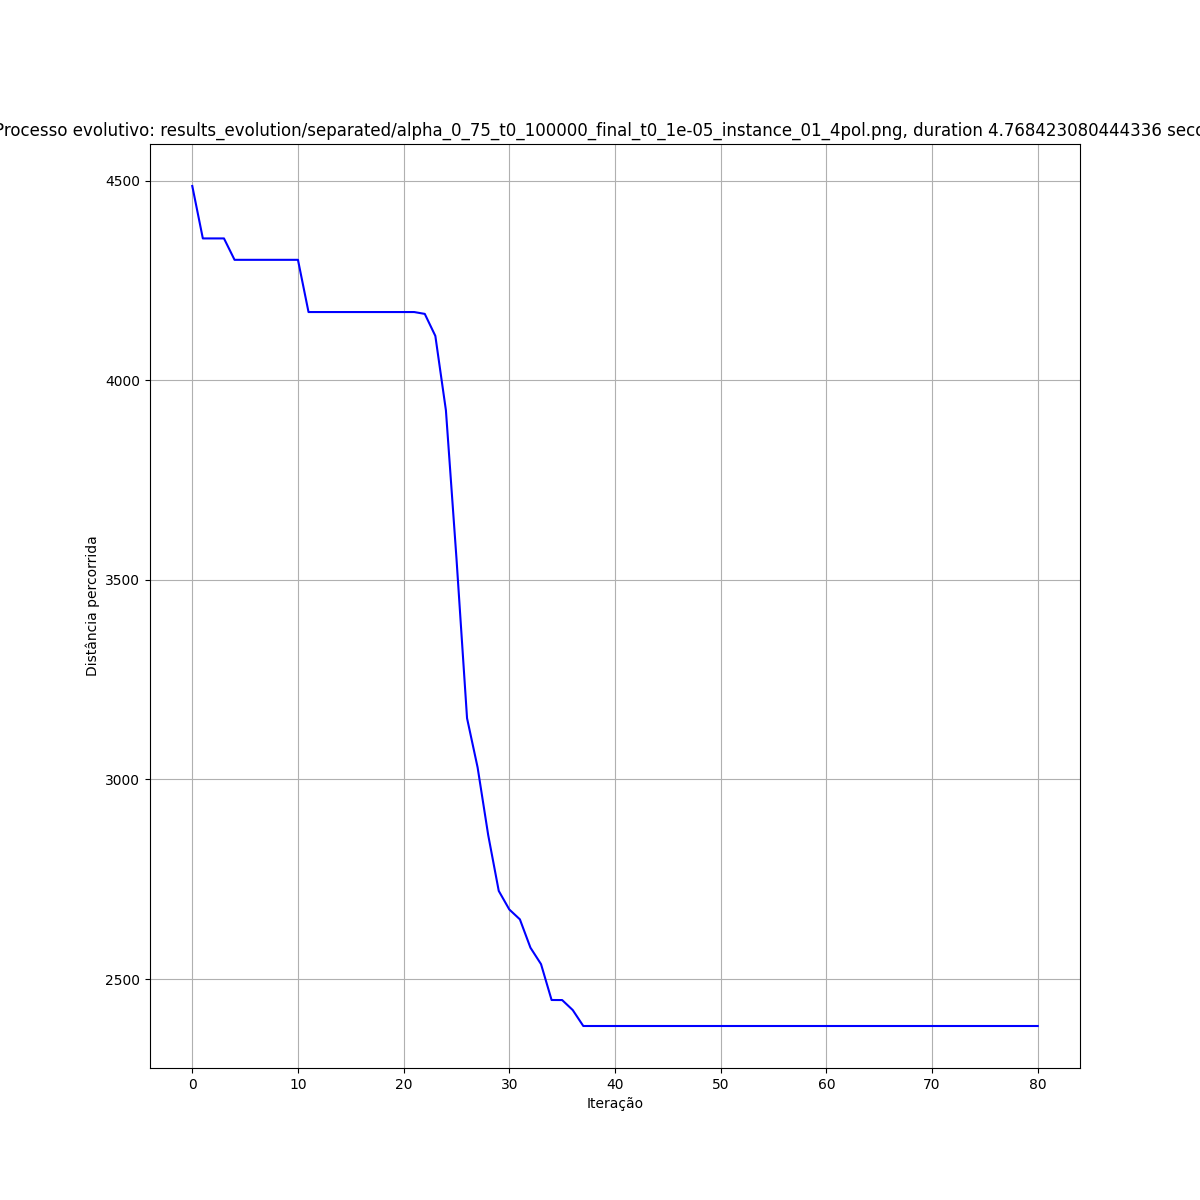 Processo evolutivo: results_evolution/separated/alpha_0_75_t0_100000_final_t0_1e-05_instance_01_4pol.png, duration 4.768423080444336
4500
4000
3500
3000
2500
Distância percorrida
0 10 20 30 40 50 60 70 80
Iteração